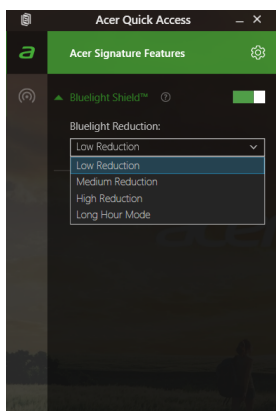 Acer Quick Access
a
Acer Signature Features
Bluelight Shield™
Bluelight Reduction:
Low Reduction
Low Reduction
Medium Reduction
High Reduction
Long Hour Mode
acer